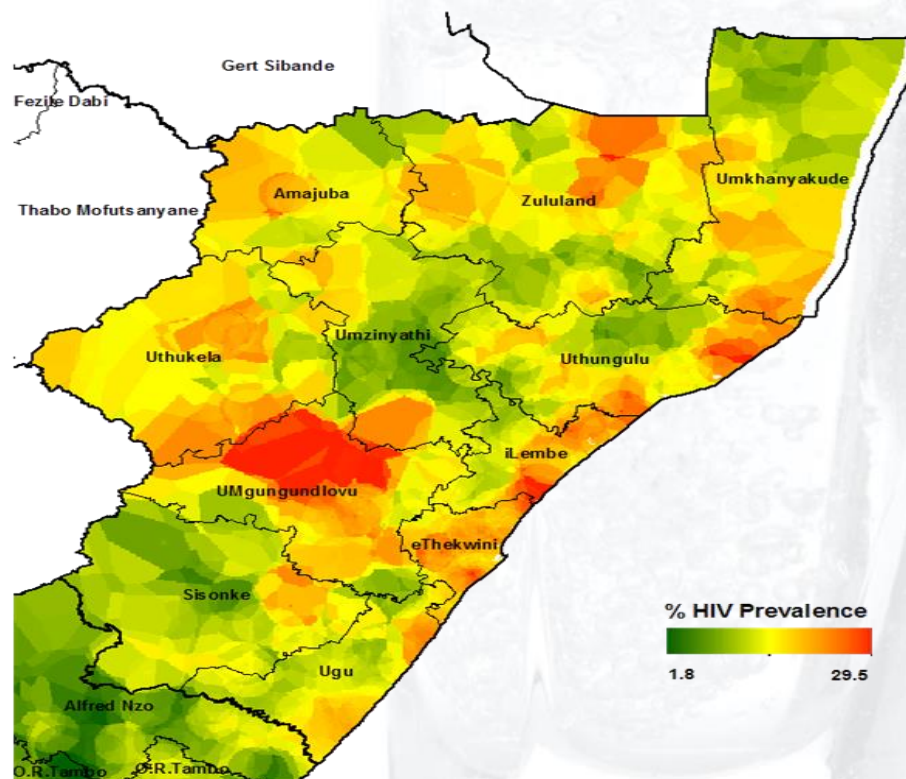 Gert Sibande
Fezile Dabi
Thabo Mofutsanyane
Amajuba
Zululand
Umkhanyakude
Umzinyathi
Uthukela
Uthungulu
iLembe
UMgungundlovu
eThekwini
Sisonke
Ugu
Alfred Nzo
O.R.Tambo
O.R.Tambo
% HIV Prevalence
1.8 29.5